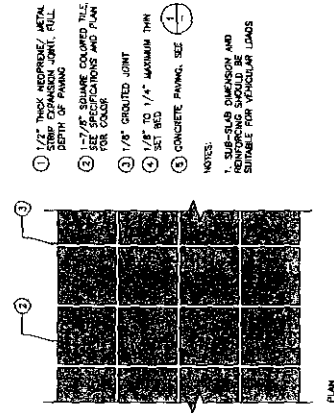 ① 1/2" THICK NEOPRENE/ METAL
STRIP EXPANSION JOINT, FULL
DEPTH OF PAVING
② 1-7/8" SQUARE COLORED TILE,
SEE SPECIFICATIONS AND PLAN
FOR COLOR
③ 1/8" GROUTED JOINT
④ 1/8" TO 1/4" MAXIMUM THIN
SET BED
⑤ CONCRETE PAVING, SEE 1
-
NOTES:
1. SUB-SLAB DIMENSION AND
REINFORCING SHOULD BE
SUITABLE FOR VEHICULAR LOADS
②
③
PLAN